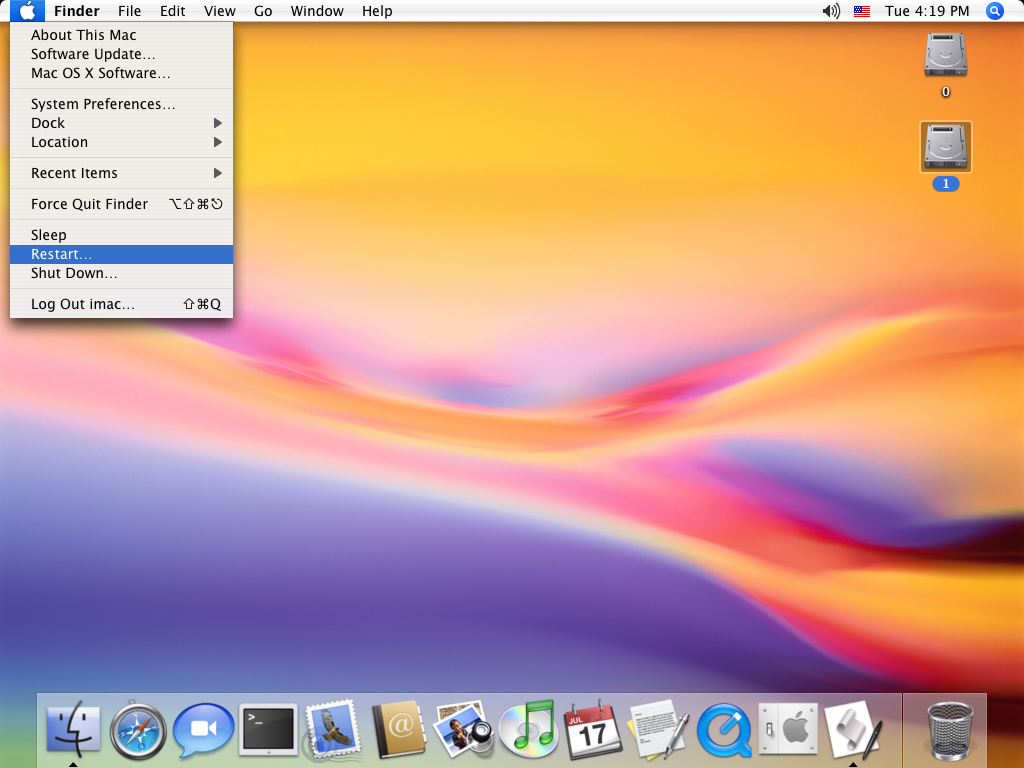 Finder File Edit View Go Window Help Tue 4:19 PM
About This Mac
Software Update…
Mac OS X Software…
System Preferences…
Dock
Location
Recent Items
Force Quit Finder ⌥⇧⌘⎋
Sleep
Restart…
Shut Down…
Log Out imac… ⇧⌘Q
0
1
>_
@
JUL
17